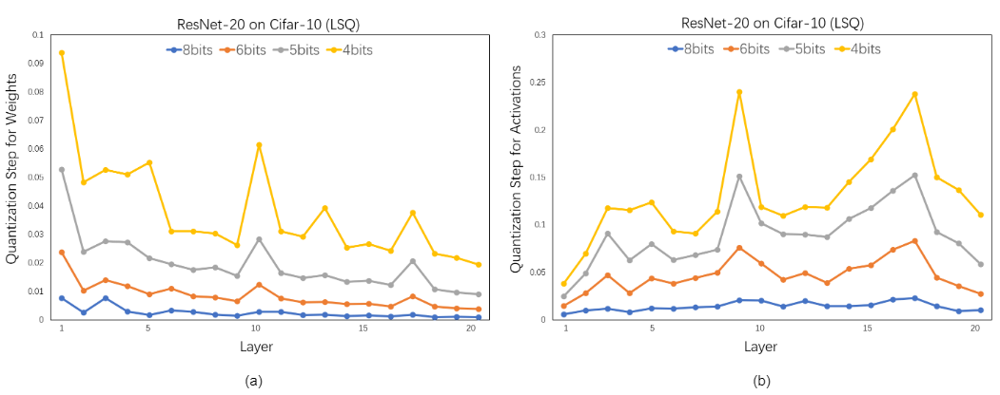 ResNet-20 on Cifar-10 (LSQ)
8bits 6bits 5bits 4bits
Quantization Step for Weights
0.1
0.09
0.08
0.07
0.06
0.05
0.04
0.03
0.02
0.01
0
1 5 10 15 20
Layer
(a)
ResNet-20 on Cifar-10 (LSQ)
8bits 6bits 5bits 4bits
Quantization Step for Activations
0.3
0.25
0.2
0.15
0.1
0.05
0
1 5 10 15 20
Layer
(b)